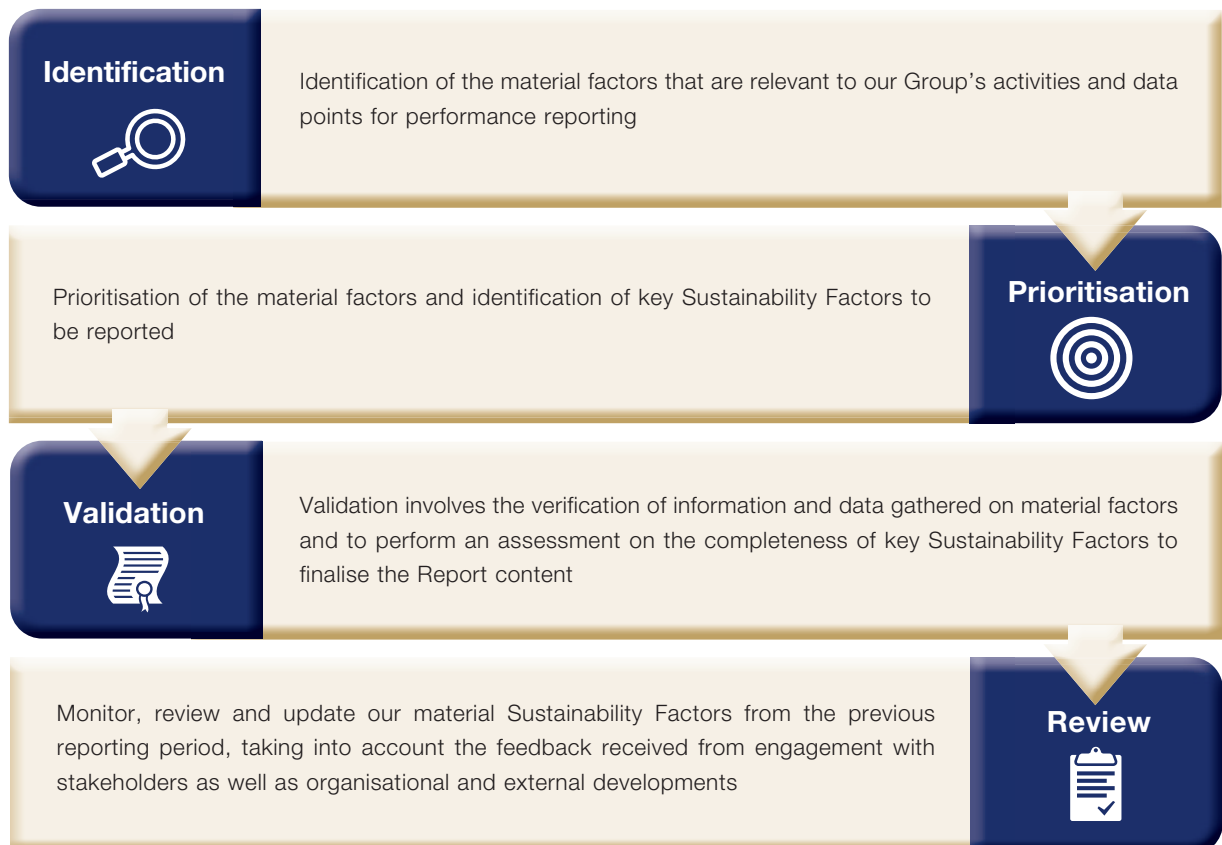 Identification
Identification of the material factors that are relevant to our Group's activities and data
points for performance reporting
Prioritisation of the material factors and identification of key Sustainability Factors to
be reported
Prioritisation
Validation
Validation involves the verification of information and data gathered on material factors
and to perform an assessment on the completeness of key Sustainability Factors to
finalise the Report content
Monitor, review and update our material Sustainability Factors from the previous
reporting period, taking into account the feedback received from engagement with
stakeholders as well as organisational and external developments
Review